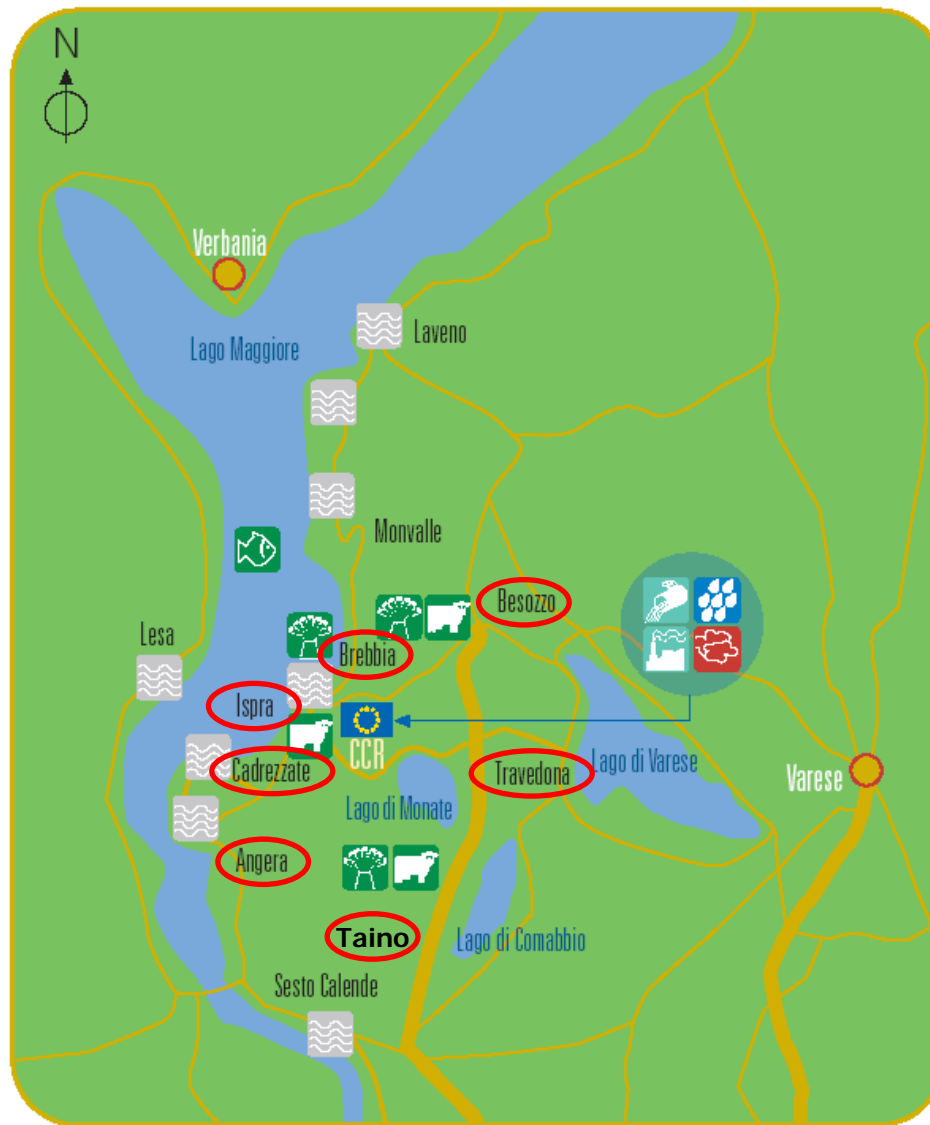 N
Verbania
Laveno
Lago Maggiore
Monvalle
Besozzo
Lesa
Brebbia
Ispra
CCR
Cadrezzate
Travedona
Lago di Varese
Varese
Lago di Monate
Angera
Taino
Lago di Comabbio
Sesto Calende